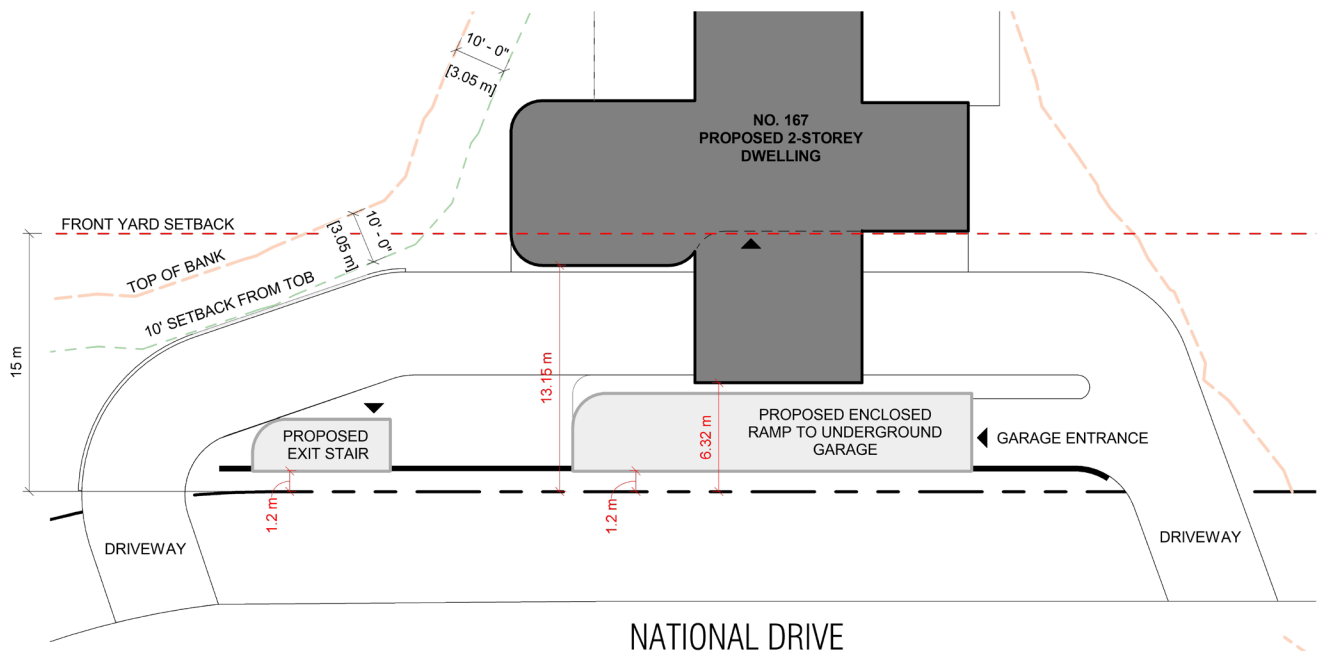 10' - 0"
[3.05 m]
NO. 167
PROPOSED 2-STOREY
DWELLING
FRONT YARD SETBACK
10' - 0"
[3.05 m]
TOP OF BANK
10' SETBACK FROM TOB
15 m
13.15 m
6.32 m
PROPOSED
EXIT STAIR
PROPOSED ENCLOSED
RAMP TO UNDERGROUND
GARAGE
GARAGE ENTRANCE
1.2 m
1.2 m
DRIVEWAY
DRIVEWAY
NATIONAL DRIVE